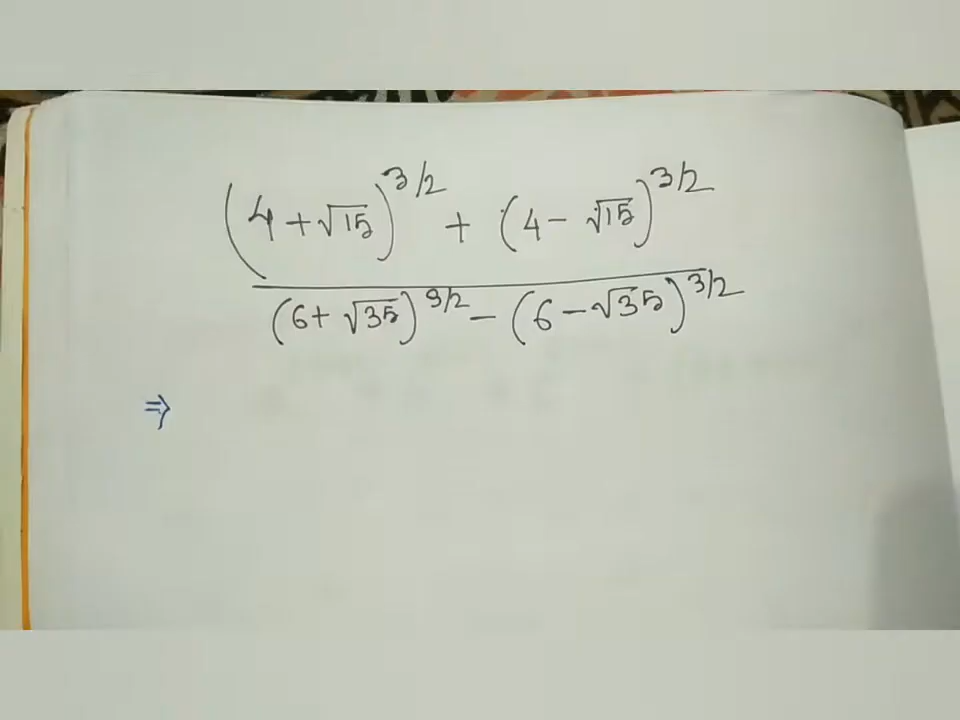 (4 + √15)^3/2 + (4 - √15)^3/2
(6 + √35)^3/2 - (6 - √35)^3/2
⇒